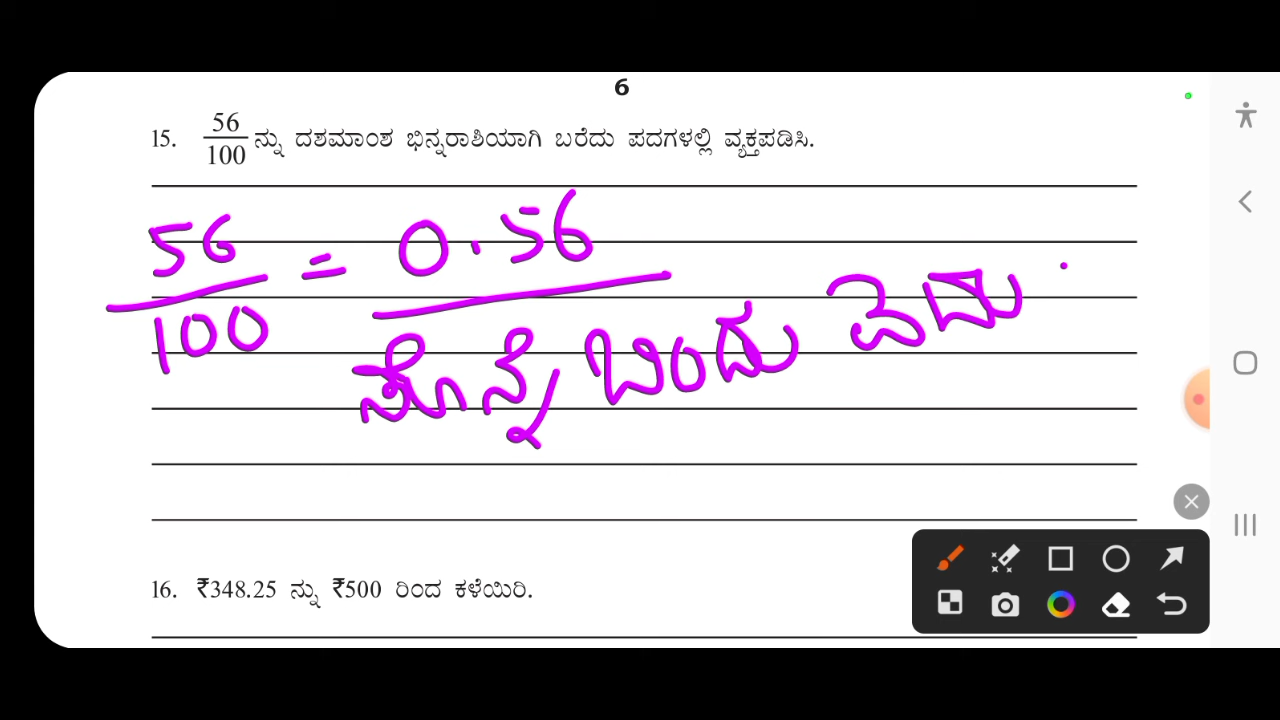 6
15. 56/100 ನ್ನು ದಶಮಾಂಶ ಭಿನ್ನರಾಶಿಯಾಗಿ ಬರೆದು ಪದಗಳಲ್ಲಿ ವ್ಯಕ್ತಪಡಿಸಿ.
56/100 = 0.56
ಸೊನ್ನೆ ಬಿಂದು ಐದು
16. ₹348.25 ನ್ನು ₹500 ರಿಂದ ಕಳೆಯಿರಿ.